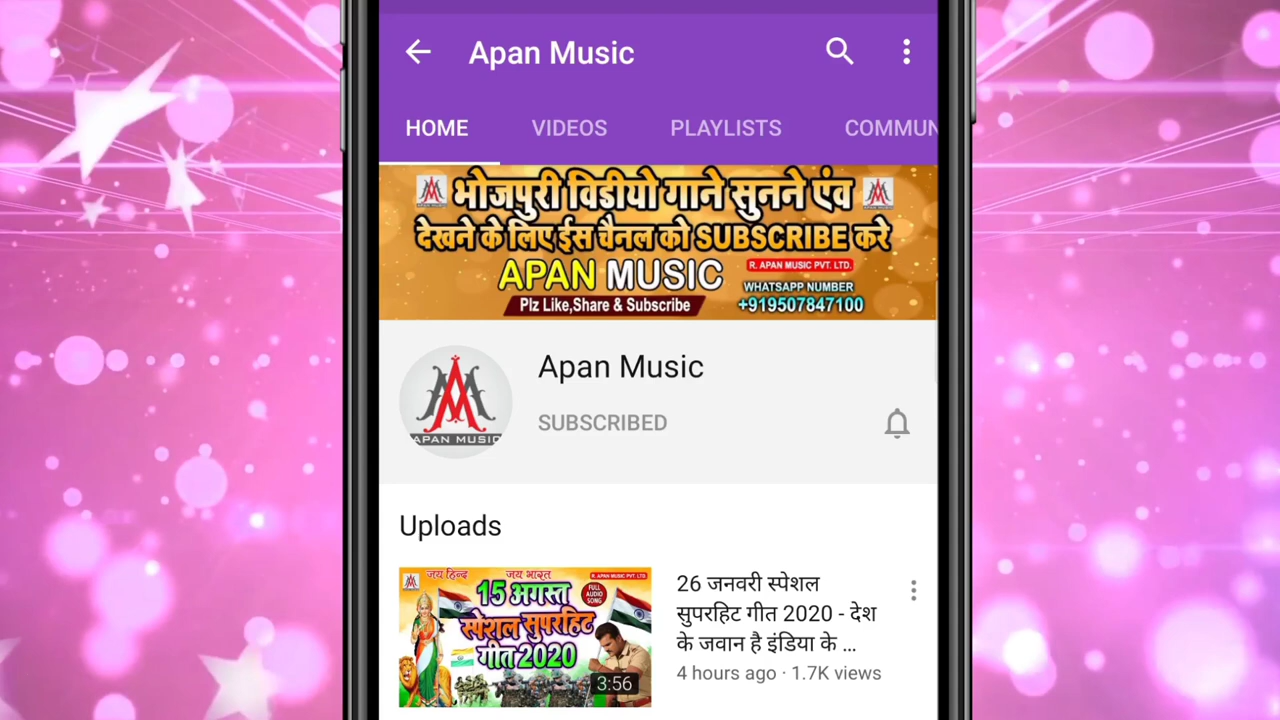 Apan Music
HOME VIDEOS PLAYLISTS COMMUN
भोजपुरी विडीयो गाने सुनने एंव
देखने के लिए ईस चैनल को SUBSCRIBE करे
APAN MUSIC
R. APAN MUSIC PVT. LTD.
WHATSAPP NUMBER
Plz Like,Share & Subscribe
+919507847100
Apan Music
SUBSCRIBED
APAN MUSIC
Uploads
जय हिन्द जय भारत
R. APAN MUSIC PVT. LTD
15 अगस्त
FULL
AUDIO
SONG
स्पेशल सुपरहिट
गीत 2020
3:56
26 जनवरी स्पेशल
सुपरहिट गीत 2020 - देश
के जवान है इंडिया के ...
4 hours ago · 1.7K views